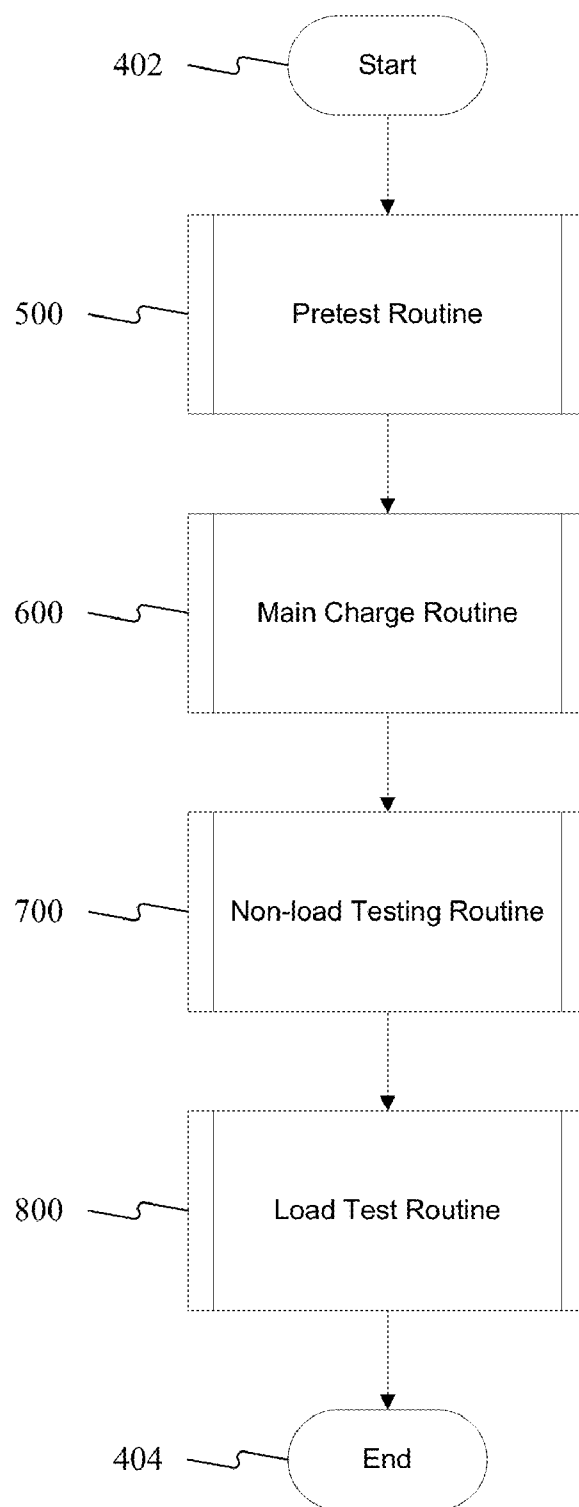 402 Start
500 Pretest Routine
600 Main Charge Routine
700 Non-load Testing Routine
800 Load Test Routine
404 End